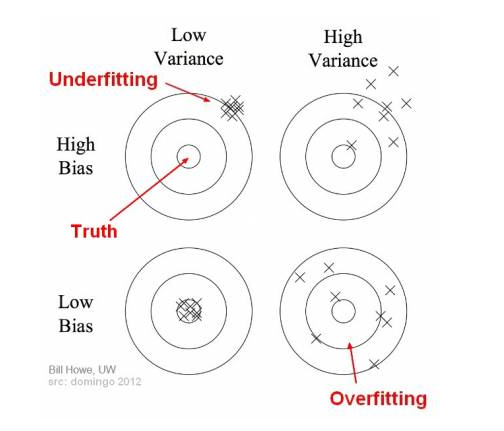 Low
Variance
High
Variance
Underfitting
High
Bias
Truth
Low
Bias
Bill Howe, UW
src: domingo 2012
Overfitting